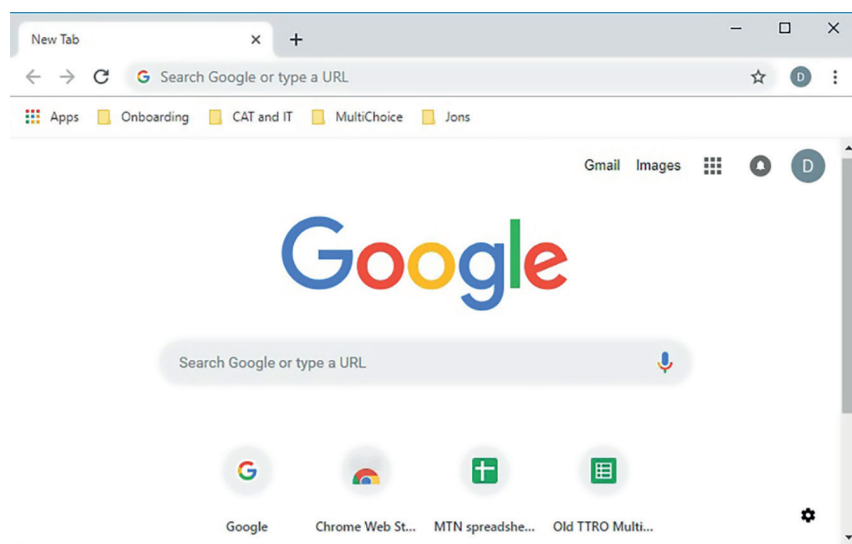 New Tab
Search Google or type a URL
D
Apps Onboarding CAT and IT MultiChoice Jons
Gmail Images D
Google
Search Google or type a URL
G G
Google Chrome Web St... MTN spreadshe... Old TTRO Multi...